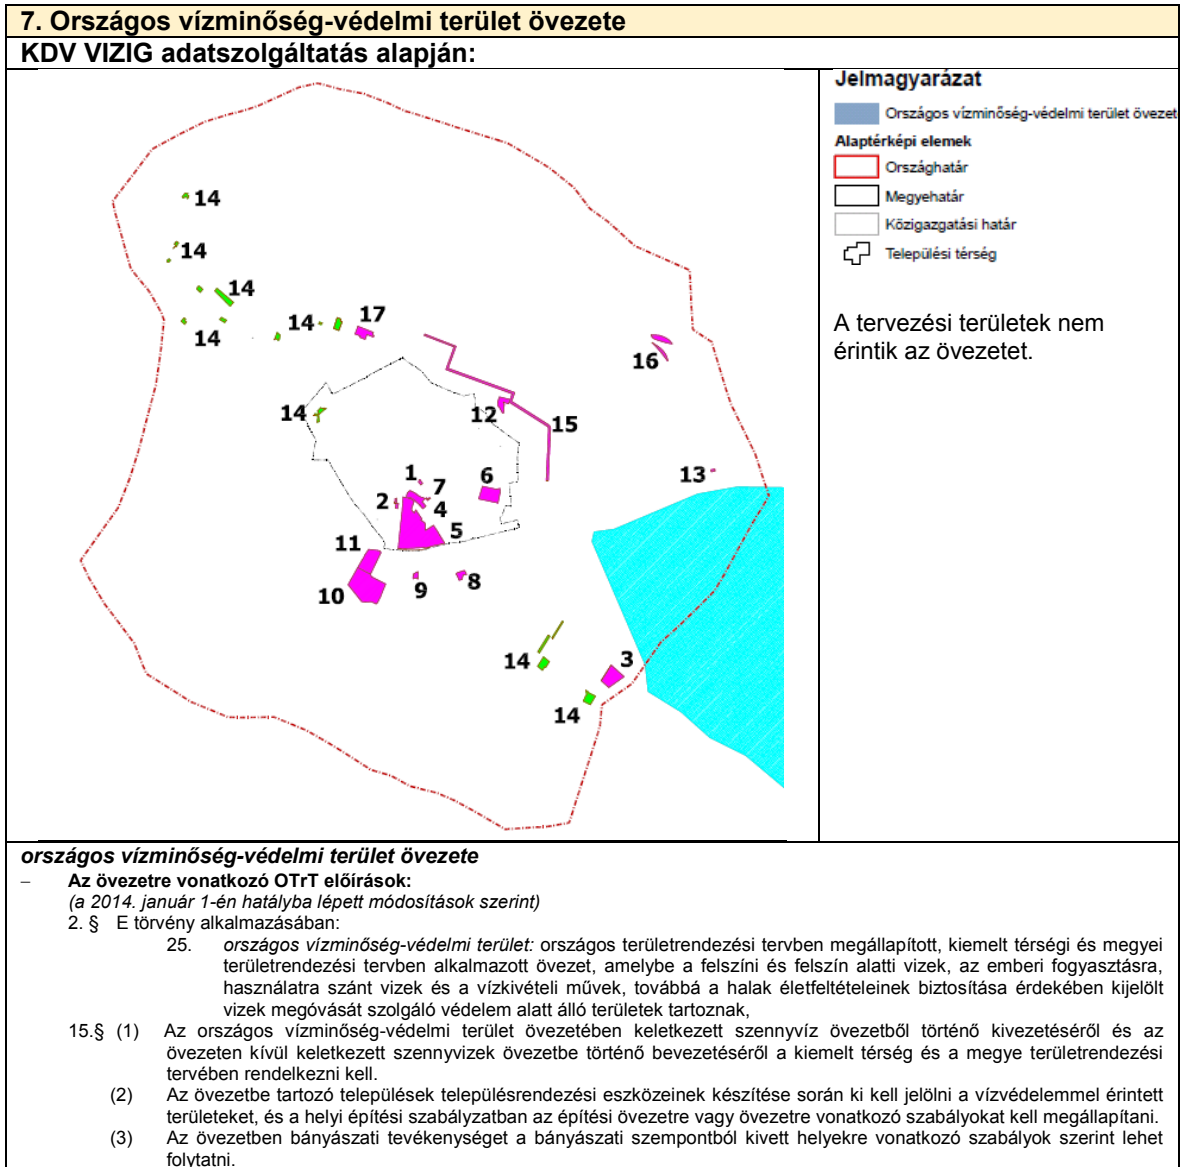 7. Országos vízminőség-védelmi terület övezete
KDV VIZIG adatszolgáltatás alapján:
Jelmagyarázat
Országos vízminőség-védelmi terület övezet
Alaptérképi elemek
Országhatár
Megyehatár
Közigazgatási határ
Települési térség
A tervezési területek nem
érintik az övezetet.
14
14
14
14
14
17
16
14
12
15
1
6
13
2
7
4
5
11
9
8
10
14
3
14
országos vízminőség-védelmi terület övezete
– Az övezetre vonatkozó OTrT előírások:
(a 2014. január 1-én hatályba lépett módosítások szerint)
2. § E törvény alkalmazásában:
25. országos vízminőség-védelmi terület: országos területrendezési tervben megállapított, kiemelt térségi és megyei
területrendezési tervben alkalmazott övezet, amelybe a felszíni és felszín alatti vizek, az emberi fogyasztásra,
használatra szánt vizek és a vízkivételi művek, továbbá a halak életfeltételeinek biztosítása érdekében kijelölt
vizek megóvását szolgáló védelem alatt álló területek tartoznak,
15.§ (1) Az országos vízminőség-védelmi terület övezetében keletkezett szennyvíz övezetből történő kivezetéséről és az
övezeten kívül keletkezett szennyvizek övezetbe történő bevezetéséről a kiemelt térség és a megye területrendezési
tervében rendelkezni kell.
(2) Az övezetbe tartozó települések településrendezési eszközeinek készítése során ki kell jelölni a vízvédelemmel érintett
területeket, és a helyi építési szabályzatban az építési övezetre vagy övezetre vonatkozó szabályokat kell megállapítani.
(3) Az övezetben bányászati tevékenységet a bányászati szempontból kivett helyekre vonatkozó szabályok szerint lehet
folytatni.